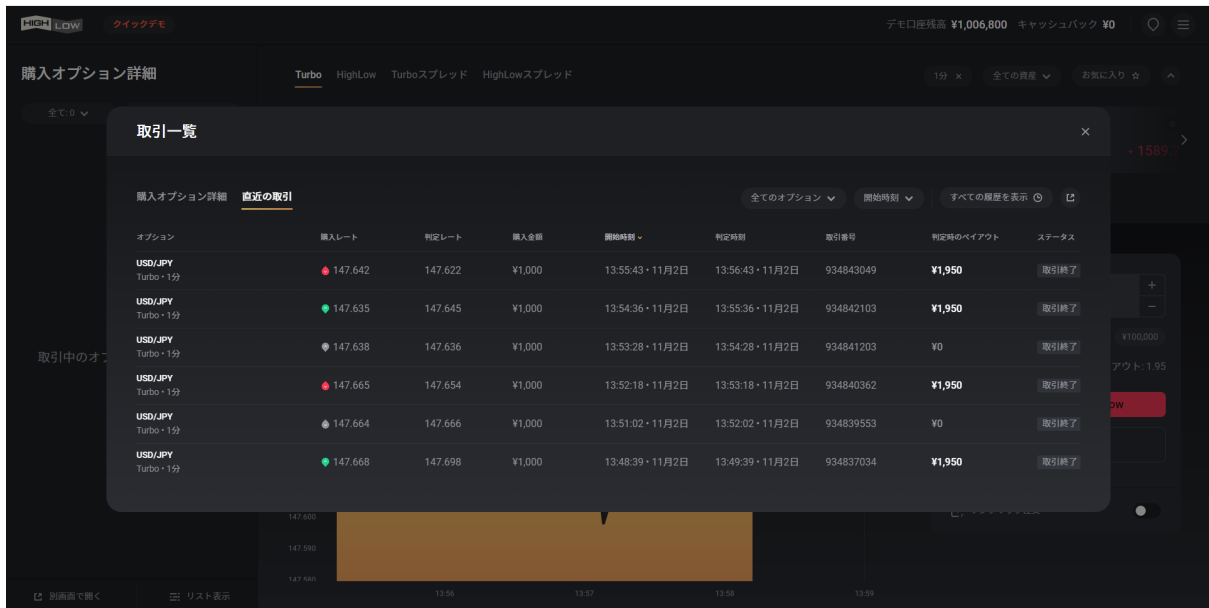 HIGH LOW クイックデモ デモ口座残高 ¥1,006,800 キャッシュバック ¥0
購入オプション詳細 Turbo HighLow Turboスプレッド HighLowスプレッド 1分 × 全ての資産 お気に入り
全て: 0
取引一覧 ×
1589
購入オプション詳細 直近の取引 全てのオプション 開始時刻 すべての履歴を表示
オプション 購入レート 判定レート 購入金額 開始時刻 判定時刻 取引番号 判定時のペイアウト ステータス
USD/JPY
Turbo • 1分 147.642 147.622 ¥1,000 13:55:43 • 11月2日 13:56:43 • 11月2日 934843049 ¥1,950 取引終了
USD/JPY
Turbo • 1分 147.635 147.645 ¥1,000 13:54:36 • 11月2日 13:55:36 • 11月2日 934842103 ¥1,950 取引終了
USD/JPY
Turbo • 1分 147.638 147.636 ¥1,000 13:53:28 • 11月2日 13:54:28 • 11月2日 934841203 ¥0 取引終了
USD/JPY
Turbo • 1分 147.665 147.654 ¥1,000 13:52:18 • 11月2日 13:53:18 • 11月2日 934840362 ¥1,950 取引終了
USD/JPY
Turbo • 1分 147.664 147.666 ¥1,000 13:51:02 • 11月2日 13:52:02 • 11月2日 934839553 ¥0 取引終了
USD/JPY
Turbo • 1分 147.668 147.698 ¥1,000 13:48:39 • 11月2日 13:49:39 • 11月2日 934837034 ¥1,950 取引終了
+
−
¥100,000
取引中のオプ
アウト: 1.95
ow
147.600
147.590
147.580
13:56 13:57 13:58 13:59
別画面で開く リスト表示